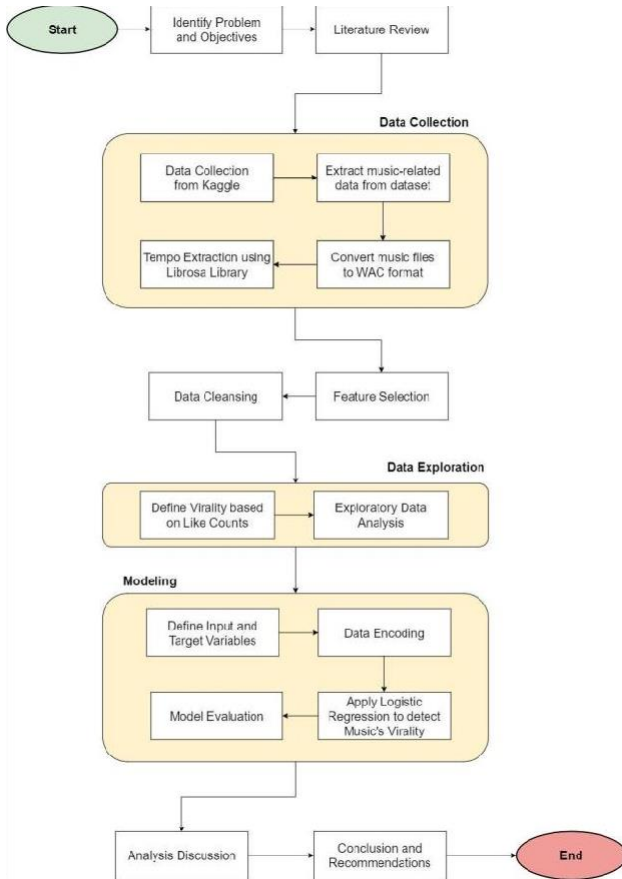 Start
Identify Problem
and Objectives
Literature Review
Data Collection
Data Collection
from Kaggle
Extract music-related
data from dataset
Tempo Extraction using
Librosa Library
Convert music files
to WAC format
Data Cleansing
Feature Selection
Data Exploration
Define Virality based
on Like Counts
Exploratory Data
Analysis
Modeling
Define Input and
Target Variables
Data Encoding
Model Evaluation
Apply Logistic
Regression to detect
Music's Virality
Analysis Discussion
Conclusion and
Recommendations
End